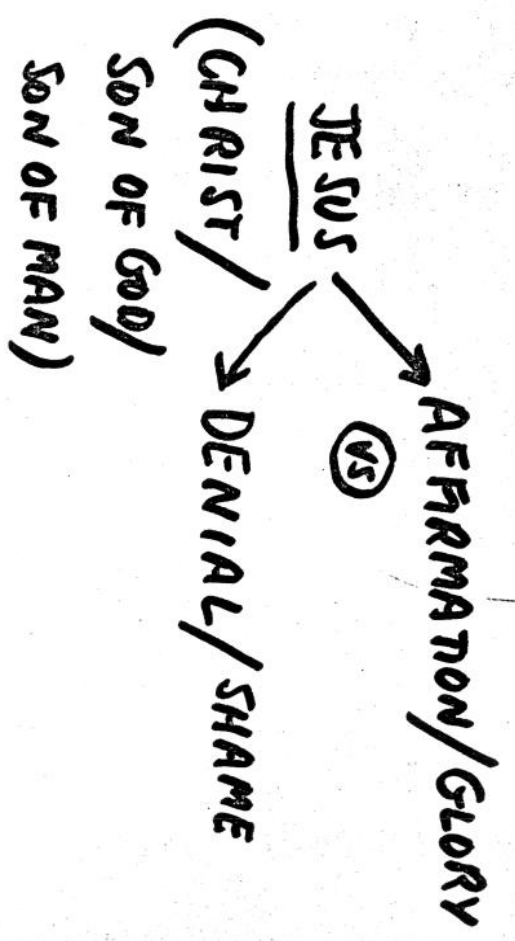 AFFIRMATION/GLORY
JESUS
VS
(CHRIST/
DENIAL/SHAME
SON OF GOD/
SON OF MAN)